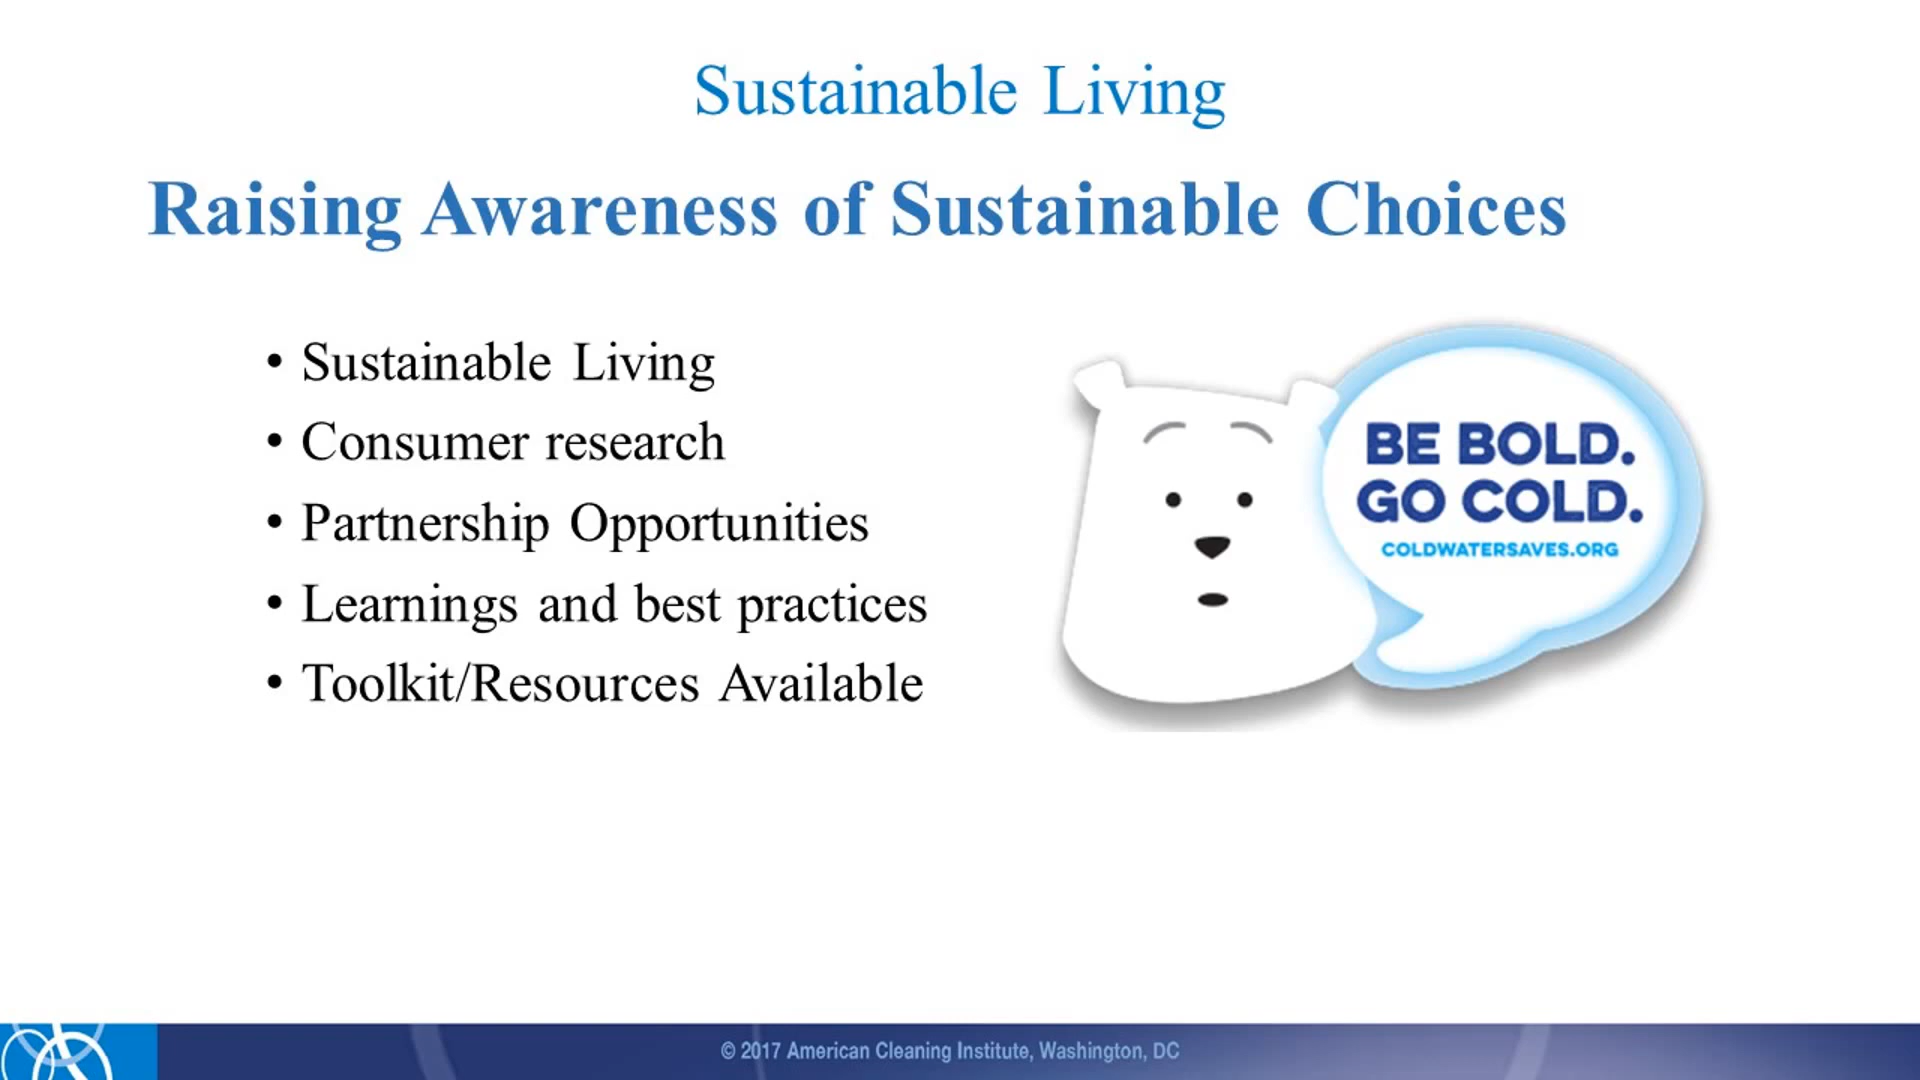 Sustainable Living
Raising Awareness of Sustainable Choices
• Sustainable Living
• Consumer research
• Partnership Opportunities
• Learnings and best practices
• Toolkit/Resources Available
BE BOLD.
GO COLD.
COLDWATERSAVES.ORG
© 2017 American Cleaning Institute, Washington, DC